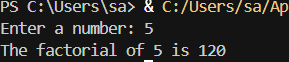 PS C:\Users\sa> & C:/Users/sa/Ap
Enter a number: 5
The factorial of 5 is 120